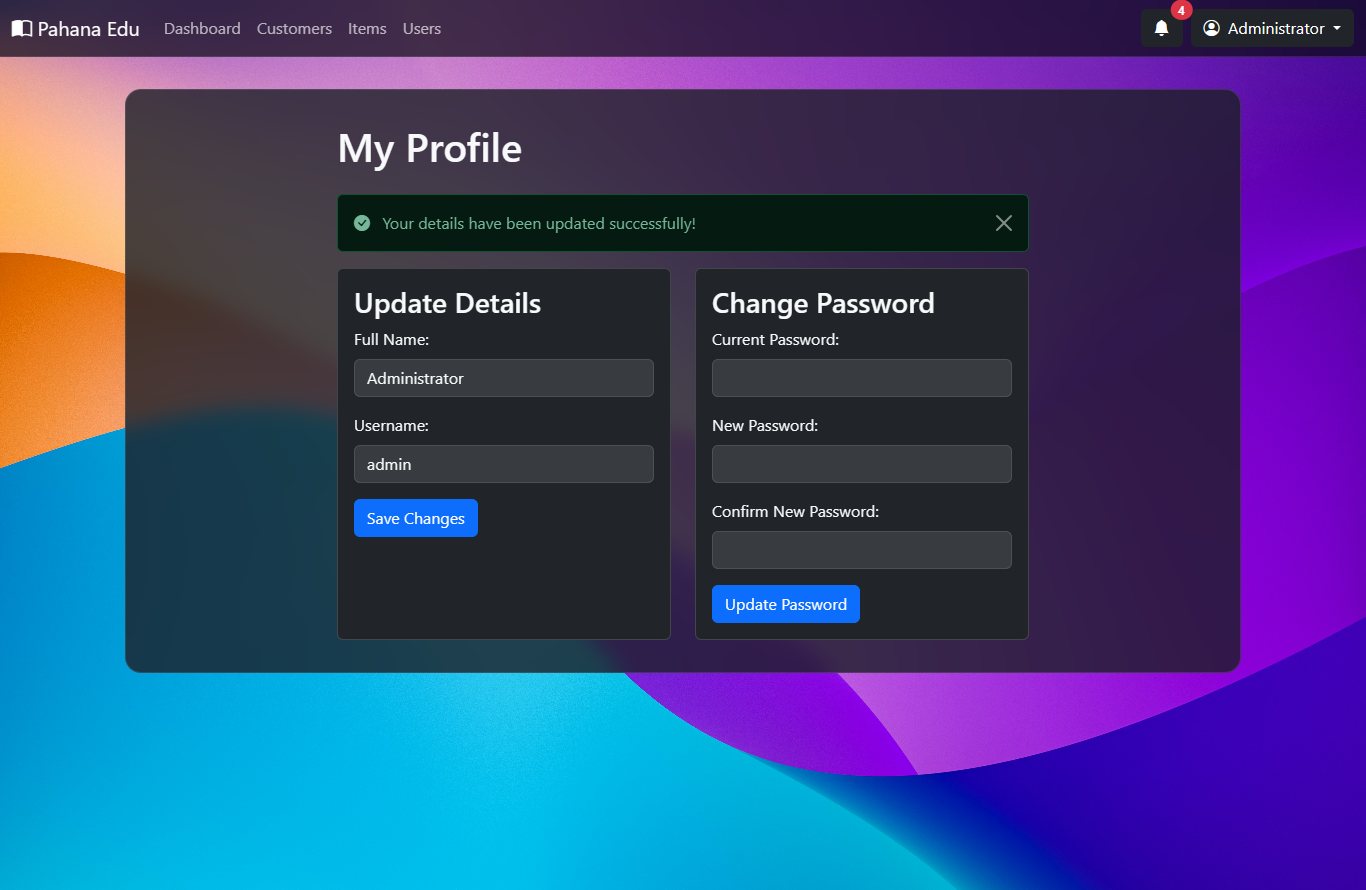 Pahana Edu Dashboard Customers Items Users 4 Administrator
My Profile
Your details have been updated successfully!
Update Details
Full Name:
Administrator
Username:
admin
Save Changes
Change Password
Current Password:
New Password:
Confirm New Password:
Update Password